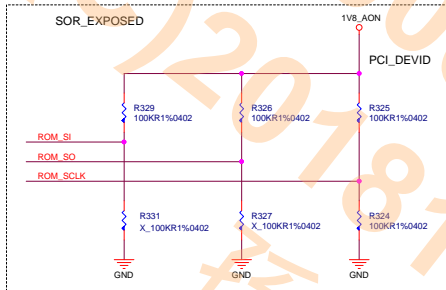 SOR_EXPOSED
1V8_AON
PCI_DEVID
R329
100KR1%0402
R326
100KR1%0402
R325
100KR1%0402
ROM_SI
ROM_SO
ROM_SCLK
R331
X_100KR1%0402
R327
X_100KR1%0402
R324
100KR1%0402
GND
GND
GND